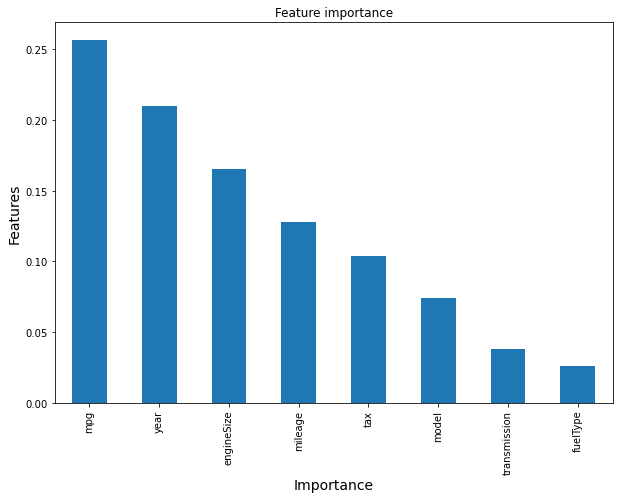 Feature importance
0.25
0.20
0.15
0.10
0.05
0.00
Features
mpg
year
engineSize
mileage
tax
model
transmission
fuelType
Importance